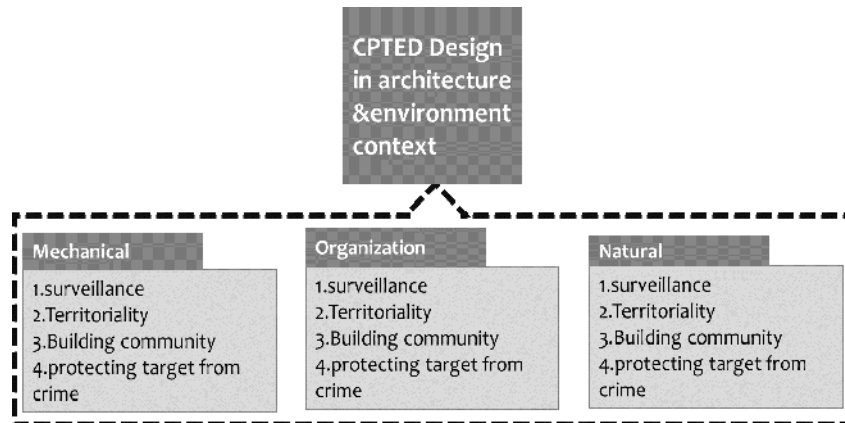 CPTED Design
in architecture
&environment
context
Mechanical
1.surveillance
2.Territoriality
3.Building community
4.protecting target from
crime
Organization
1.surveillance
2.Territoriality
3.Building community
4.protecting target from
crime
Natural
1.surveillance
2.Territoriality
3.Building community
4.protecting target from
crime